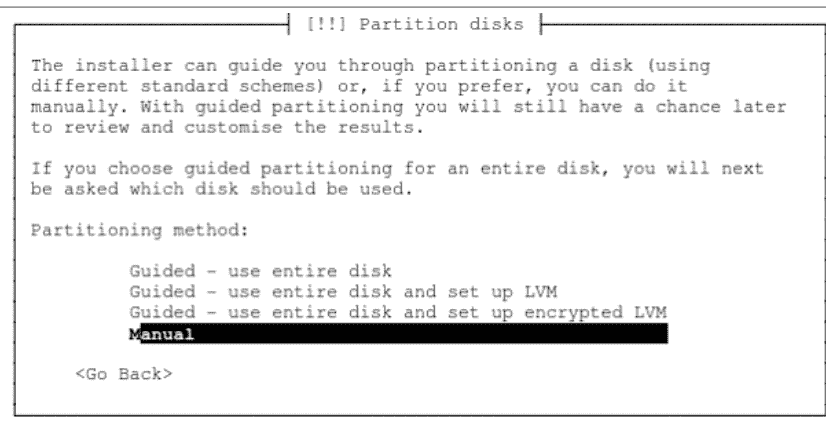 [!!] Partition disks
The installer can guide you through partitioning a disk (using
different standard schemes) or, if you prefer, you can do it
manually. With guided partitioning you will still have a chance later
to review and customise the results.
If you choose guided partitioning for an entire disk, you will next
be asked which disk should be used.
Partitioning method:
Guided - use entire disk
Guided - use entire disk and set up LVM
Guided - use entire disk and set up encrypted LVM
Manual
<Go Back>